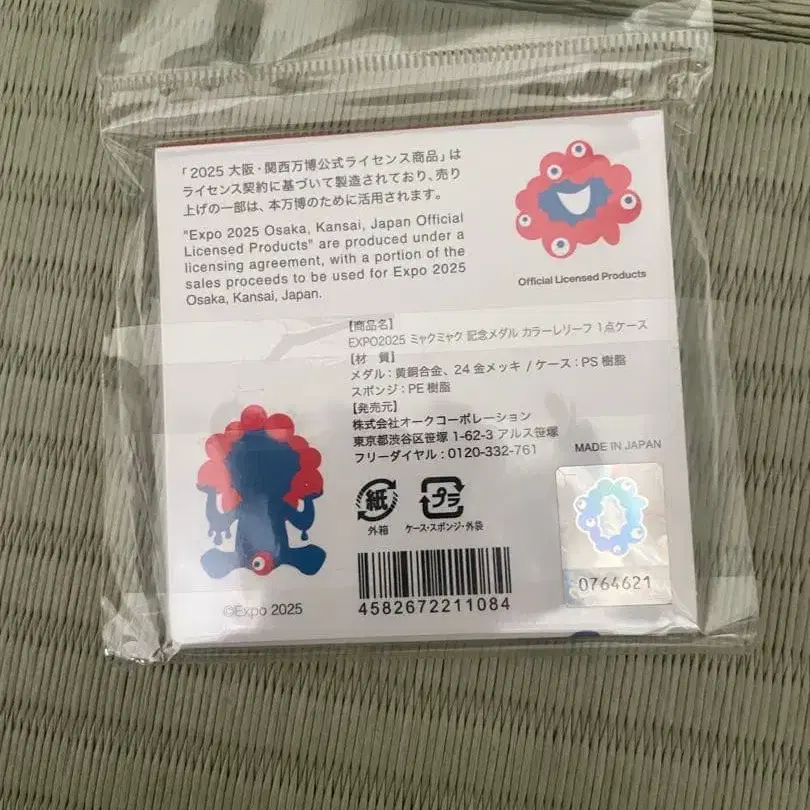 「2025 大阪・関西万博公式ライセンス商品」は
ライセンス契約に基づいて製造されており、売り
上げの一部は、本万博のために活用されます。
"Expo 2025 Osaka, Kansai, Japan Official
Licensed Products" are produced under a
licensing agreement, with a portion of the
sales proceeds to be used for Expo 2025
Osaka, Kansai, Japan.
Official Licensed Products
【商品名】
EXPO2025 ミャクミャク 記念メダル カラーレリーフ 1点ケース
【材 質】
メダル：黄銅合金、24金メッキ / ケース：PS樹脂
スポンジ：PE樹脂
【発売元】
株式会社オークコーポレーション
東京都渋谷区笹塚 1-62-3 アルス笹塚
フリーダイヤル：0120-332-761
MADE IN JAPAN
紙
外箱
プラ
ケース・スポンジ・外袋
4582672211084
0764621
©Expo 2025